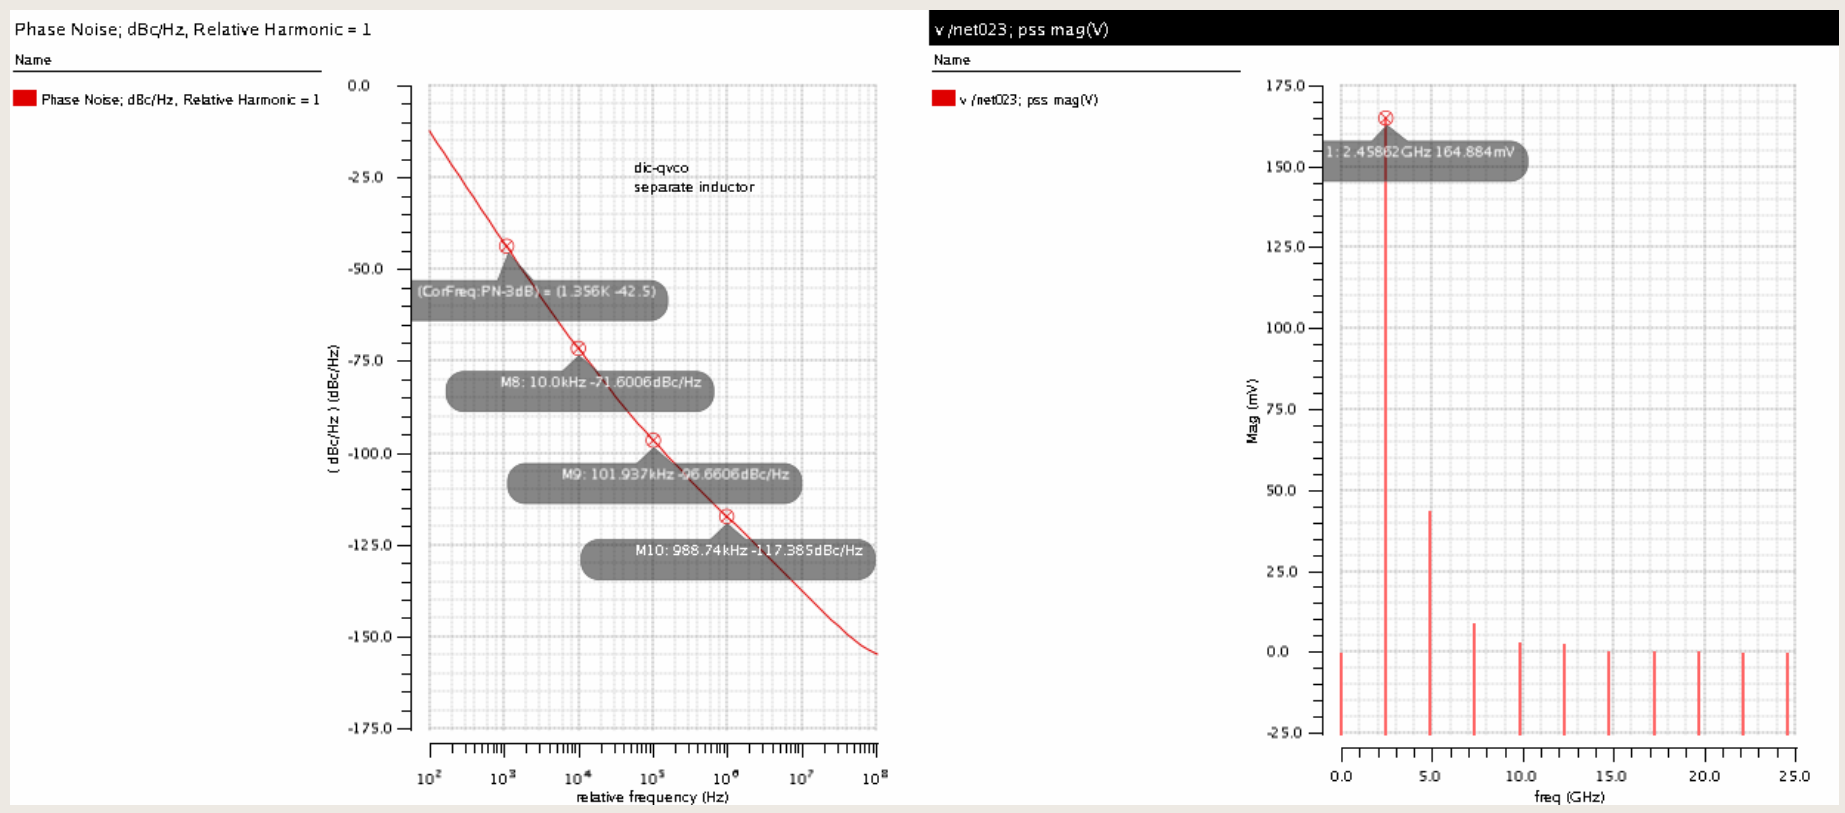 Phase Noise; dBc/Hz, Relative Harmonic = 1
Name
Phase Noise; dBc/Hz, Relative Harmonic = 1
0.0
-25.0
-50.0
-75.0
-100.0
-125.0
-150.0
-175.0
( dBc/Hz ) (dBc/Hz)
dic-qvco
separate inductor
(CorFreq:PN-3dB) = (1.356K -42.5)
M8: 10.0kHz -71.6006dBc/Hz
M9: 101.937kHz -96.6606dBc/Hz
M10: 988.74kHz -117.385dBc/Hz
10² 10³ 10⁴ 10⁵ 10⁶ 10⁷ 10⁸
relative frequency (Hz)
v /net023; pss mag(V)
Name
v /net023; pss mag(V)
175.0
150.0
125.0
100.0
75.0
50.0
25.0
0.0
-25.0
Mag (mV)
1: 2.45862GHz 164.884mV
0.0 5.0 10.0 15.0 20.0 25.0
freq (GHz)